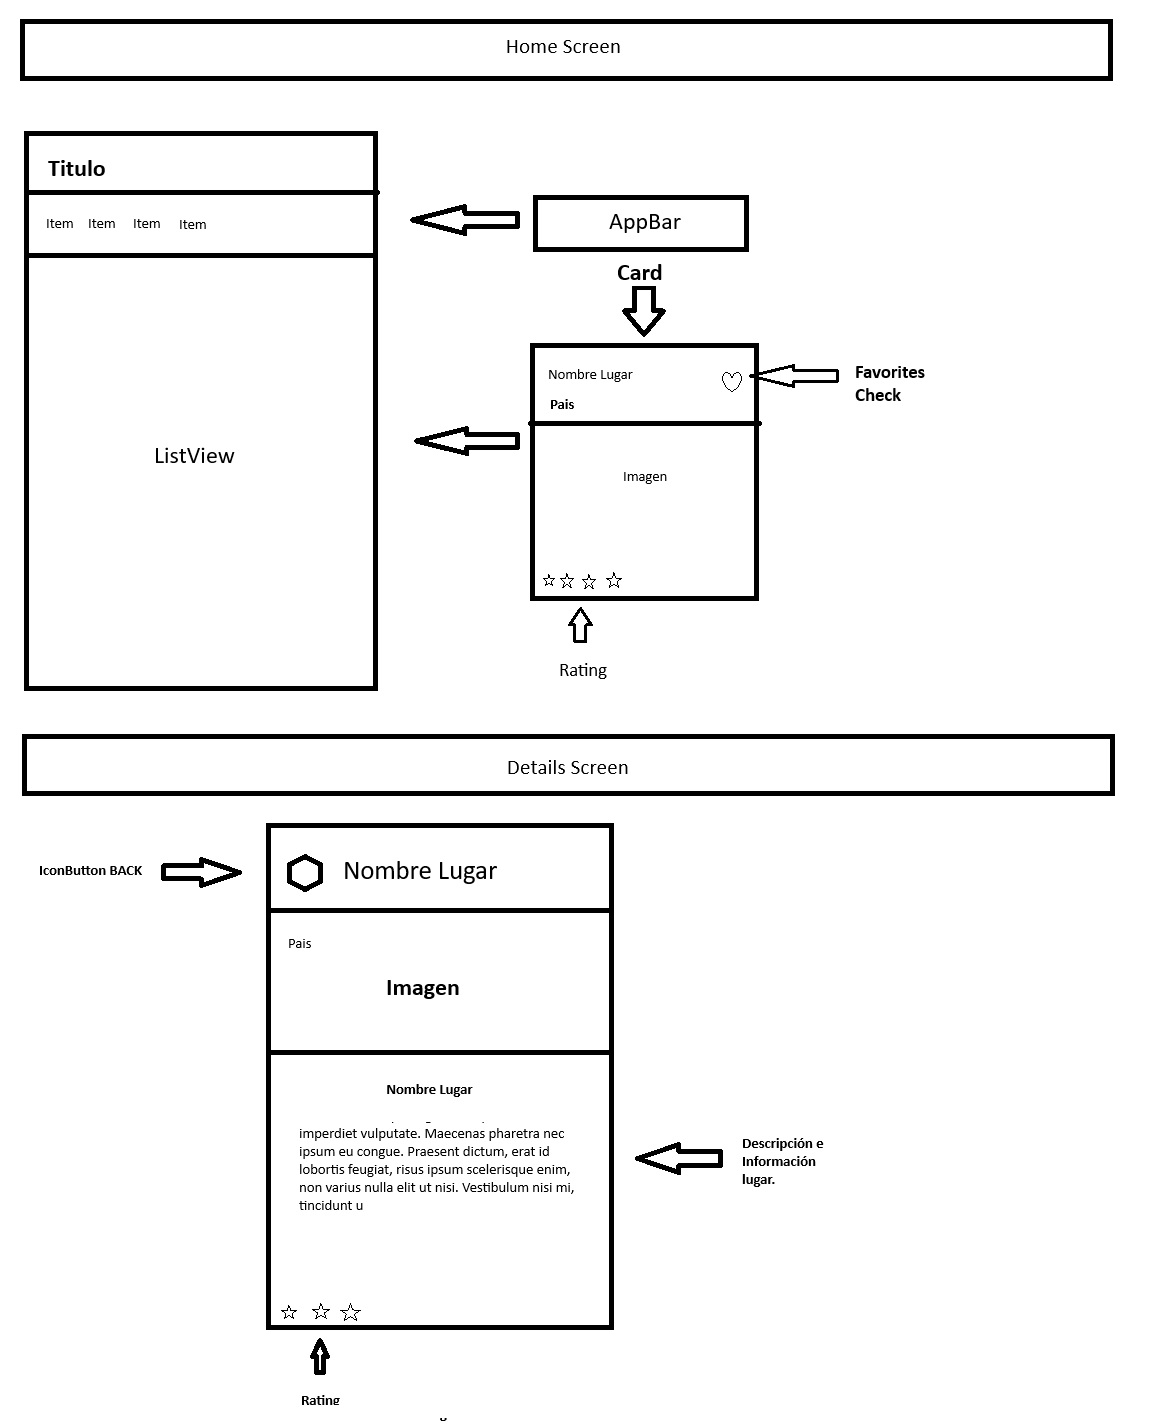 Home Screen
Titulo
Item Item Item Item
AppBar
Card
Nombre Lugar
Pais
Favorites
Check
ListView
Imagen
Rating
Details Screen
IconButton BACK
Nombre Lugar
Pais
Imagen
Nombre Lugar
imperdiet vulputate. Maecenas pharetra nec
ipsum eu congue. Praesent dictum, erat id
lobortis feugiat, risus ipsum scelerisque enim,
non varius nulla elit ut nisi. Vestibulum nisi mi,
tincidunt u
Descripción e
Información
lugar.
Rating